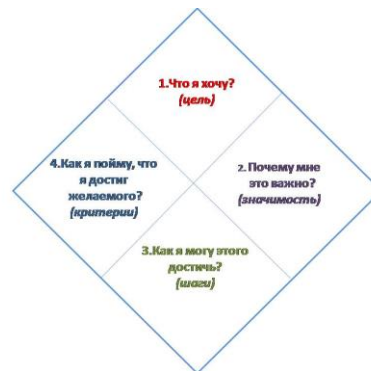 1.Что я хочу?
(цель)
2.Почему мне
это важно?
(значимость)
3.Как я могу этого
достичь?
(шаги)
4.Как я пойму, что
я достиг
желаемого?
(критерии)